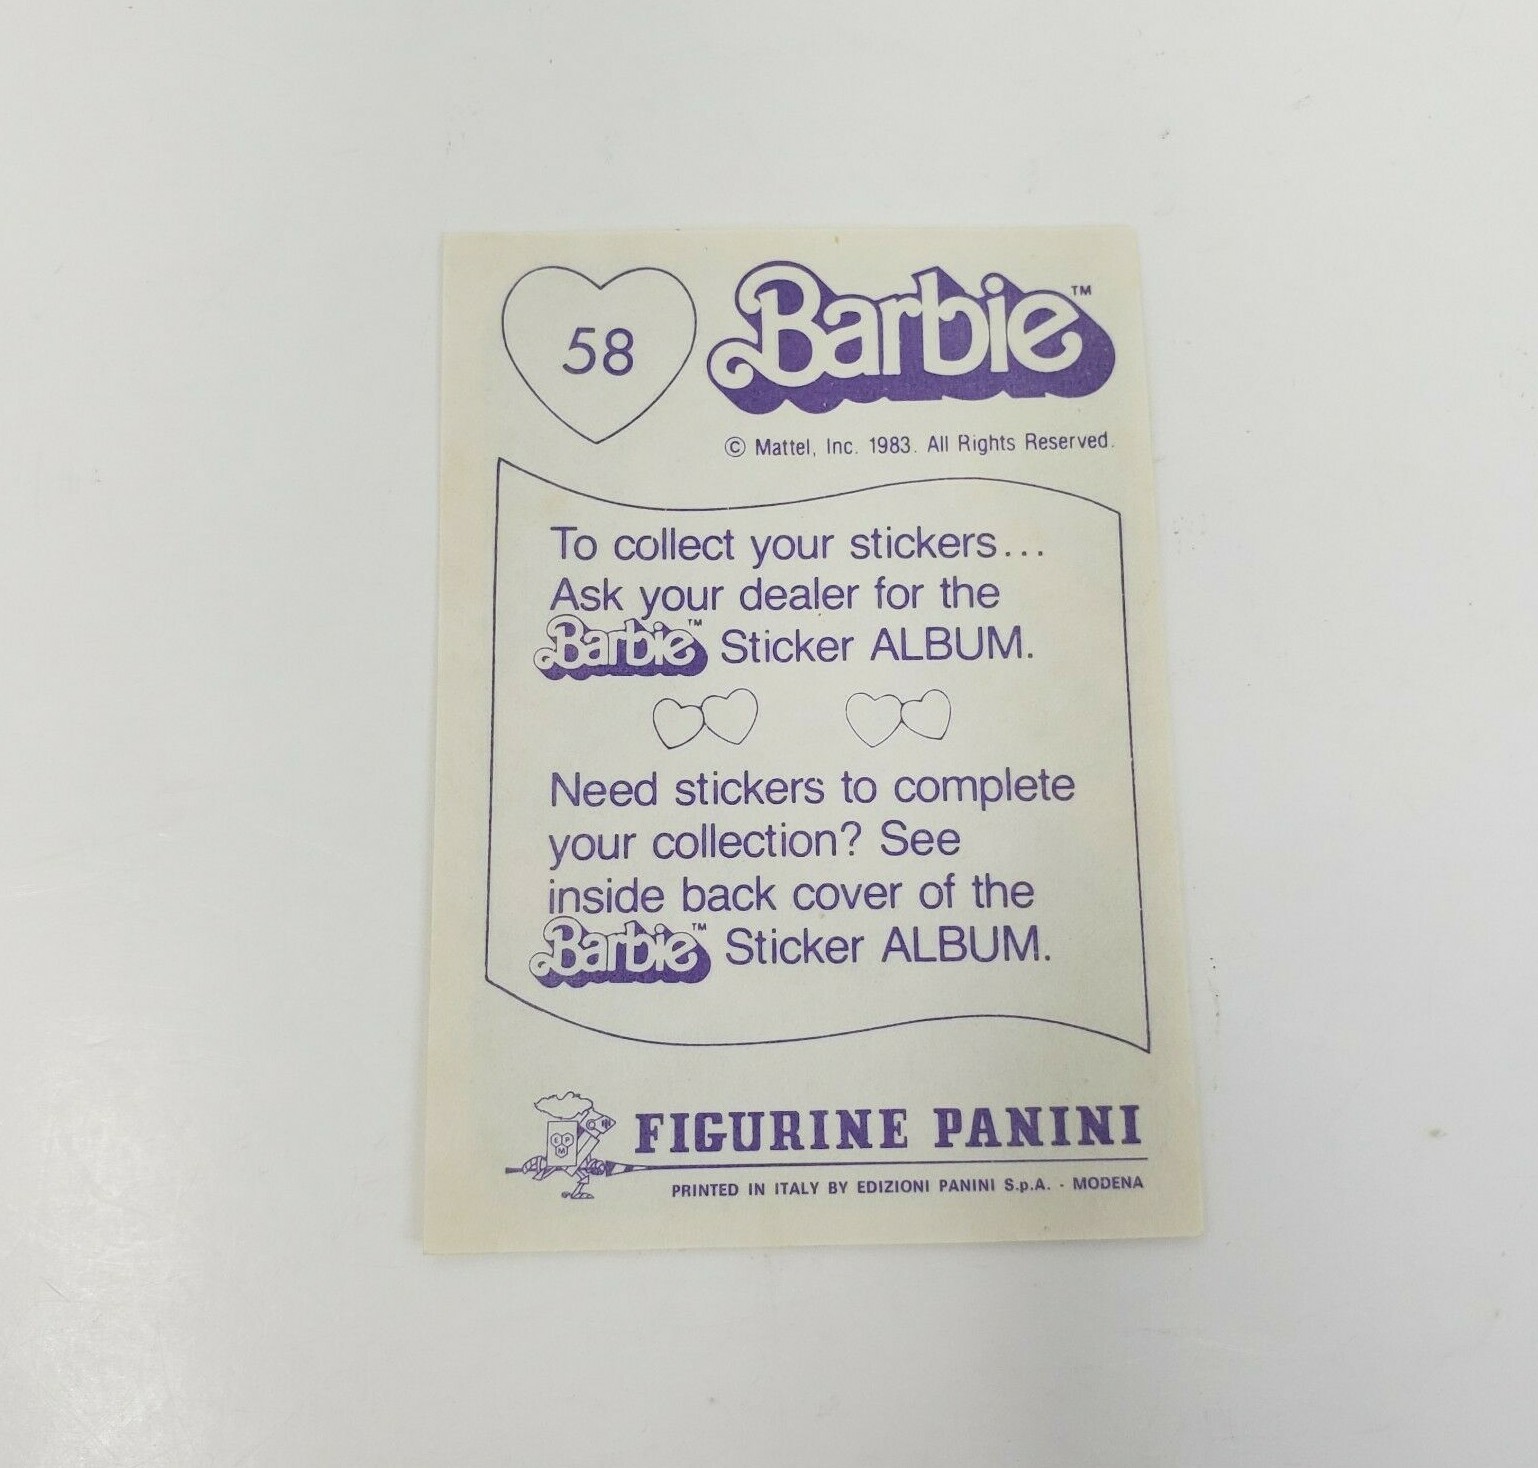 58
Barbie™
© Mattel, Inc. 1983. All Rights Reserved.
To collect your stickers...
Ask your dealer for the
Barbie™ Sticker ALBUM.
Need stickers to complete
your collection? See
inside back cover of the
Barbie™ Sticker ALBUM.
E P
M
FIGURINE PANINI
PRINTED IN ITALY BY EDIZIONI PANINI S.p.A. - MODENA